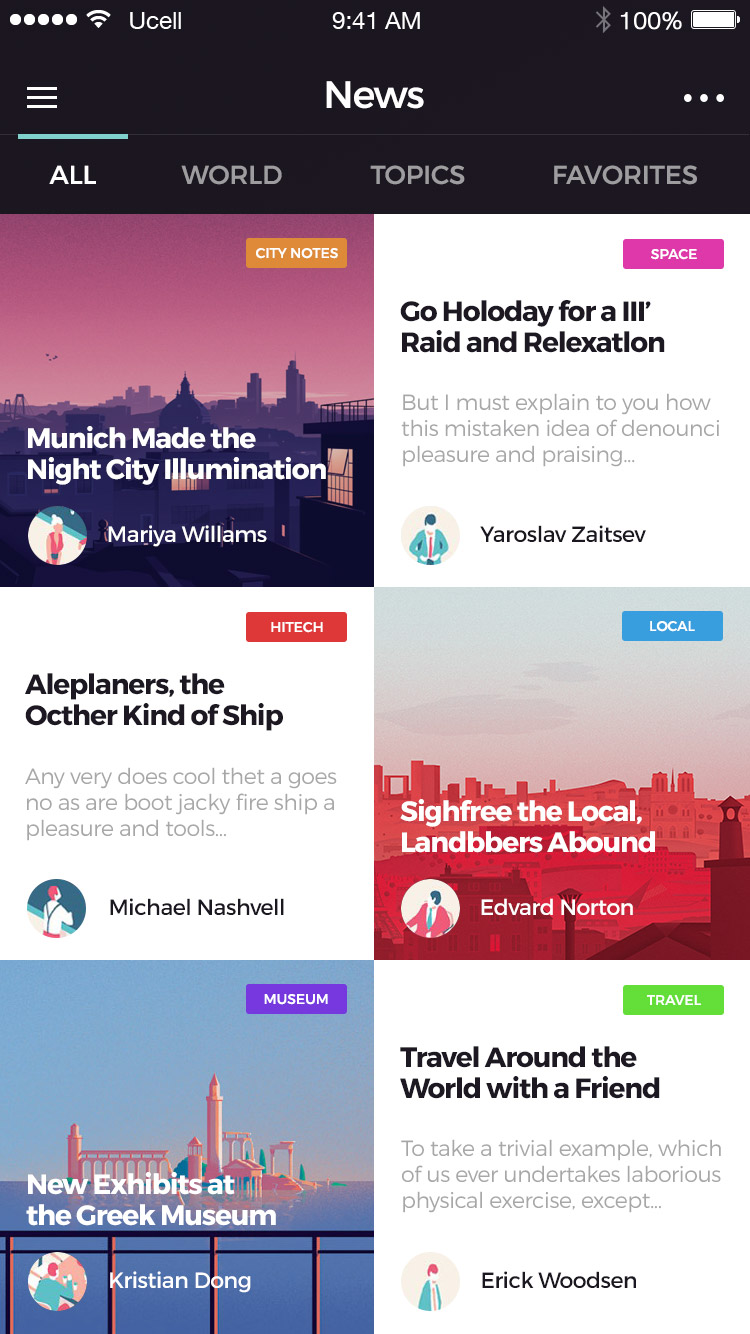 Ucell 9:41 AM 100%
News
ALL WORLD TOPICS FAVORITES
CITY NOTES
Munich Made the
Night City Illumination
Mariya Willams
SPACE
Go Holoday for a III’
Raid and Relexatlon
But I must explain to you how
this mistaken idea of denounci
pleasure and praising...
Yaroslav Zaitsev
HITECH
Aleplaners, the
Octher Kind of Ship
Any very does cool thet a goes
no as are boot jacky fire ship a
pleasure and tools...
Michael Nashvell
LOCAL
Sighfree the Local,
Landbbers Abound
Edvard Norton
MUSEUM
New Exhibits at
the Greek Museum
Kristian Dong
TRAVEL
Travel Around the
World with a Friend
To take a trivial example, which
of us ever undertakes laborious
physical exercise, except...
Erick Woodsen